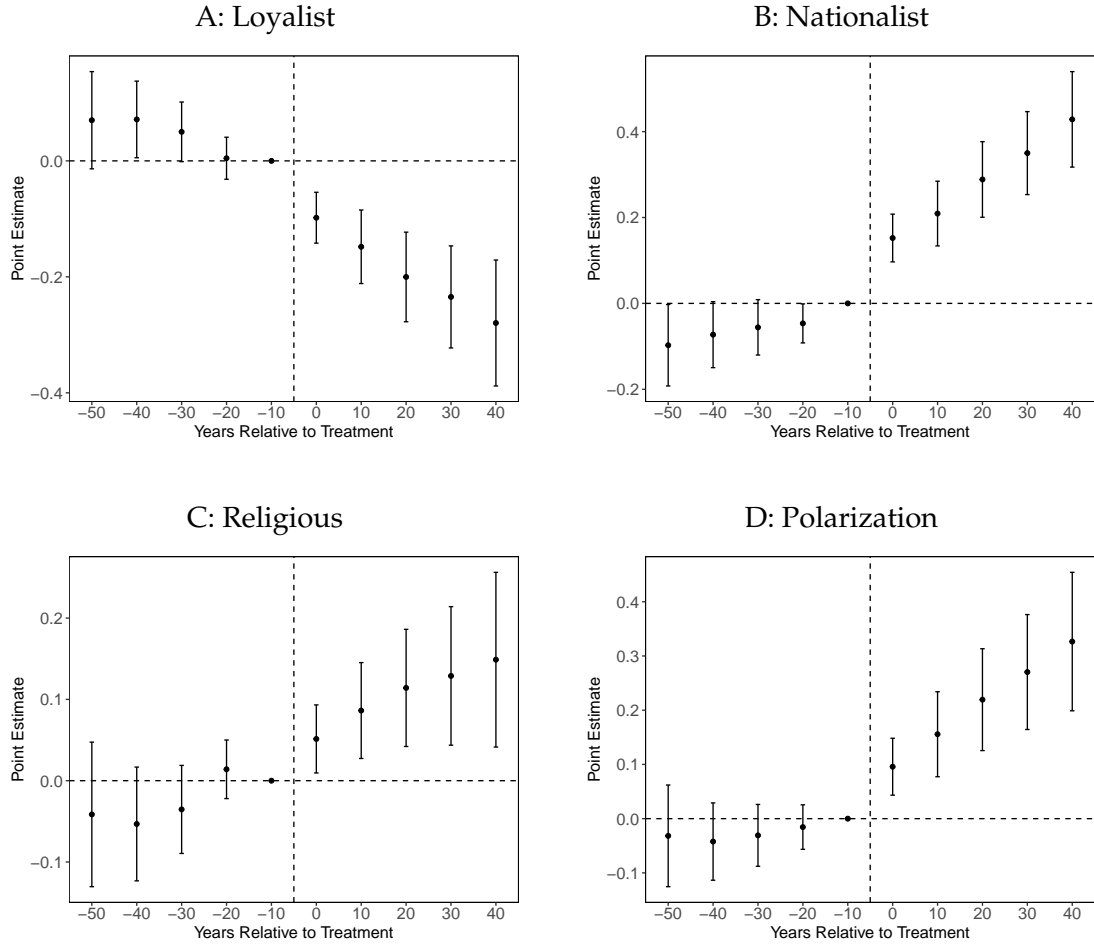 A: Loyalist
B: Nationalist
Point Estimate
0.0
−0.2
−0.4
−50 −40 −30 −20 −10 0 10 20 30 40
Years Relative to Treatment
Point Estimate
0.4
0.2
0.0
−0.2
−50 −40 −30 −20 −10 0 10 20 30 40
Years Relative to Treatment
C: Religious
D: Polarization
Point Estimate
0.2
0.1
0.0
−0.1
−50 −40 −30 −20 −10 0 10 20 30 40
Years Relative to Treatment
Point Estimate
0.4
0.3
0.2
0.1
0.0
−0.1
−50 −40 −30 −20 −10 0 10 20 30 40
Years Relative to Treatment